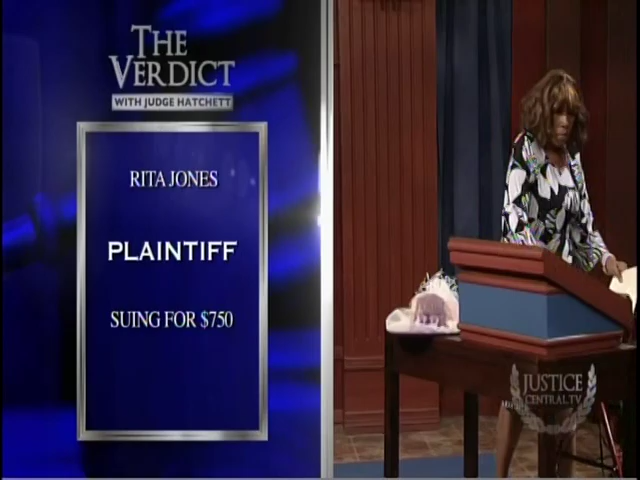 THE
VERDICT
WITH JUDGE HATCHETT
RITA JONES
PLAINTIFF
SUING FOR $750
JUSTICE
CENTRAL.TV